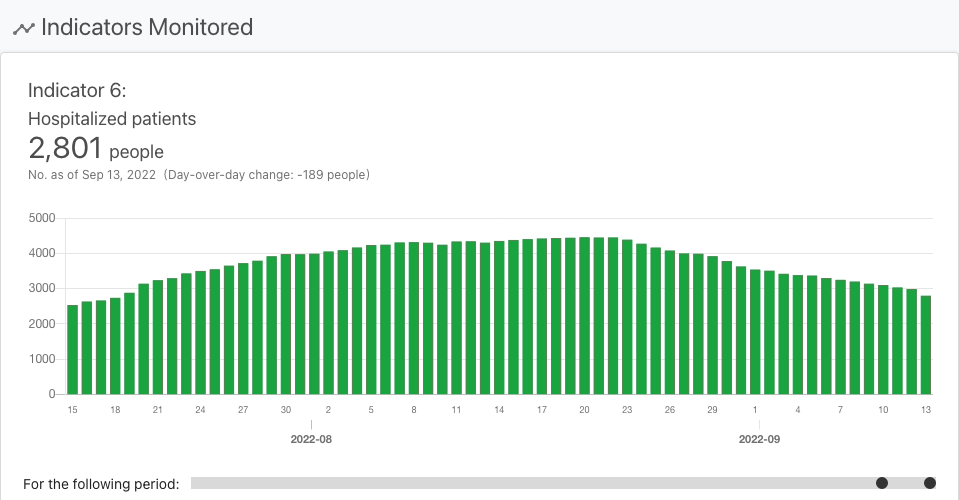 Indicators Monitored
Indicator 6:
Hospitalized patients
2,801 people
No. as of Sep 13, 2022 (Day-over-day change: -189 people)
5000
4000
3000
2000
1000
0
15 18 21 24 27 30 2 5 8 11 14 17 20 23 26 29 1 4 7 10 13
2022-08 2022-09
For the following period: